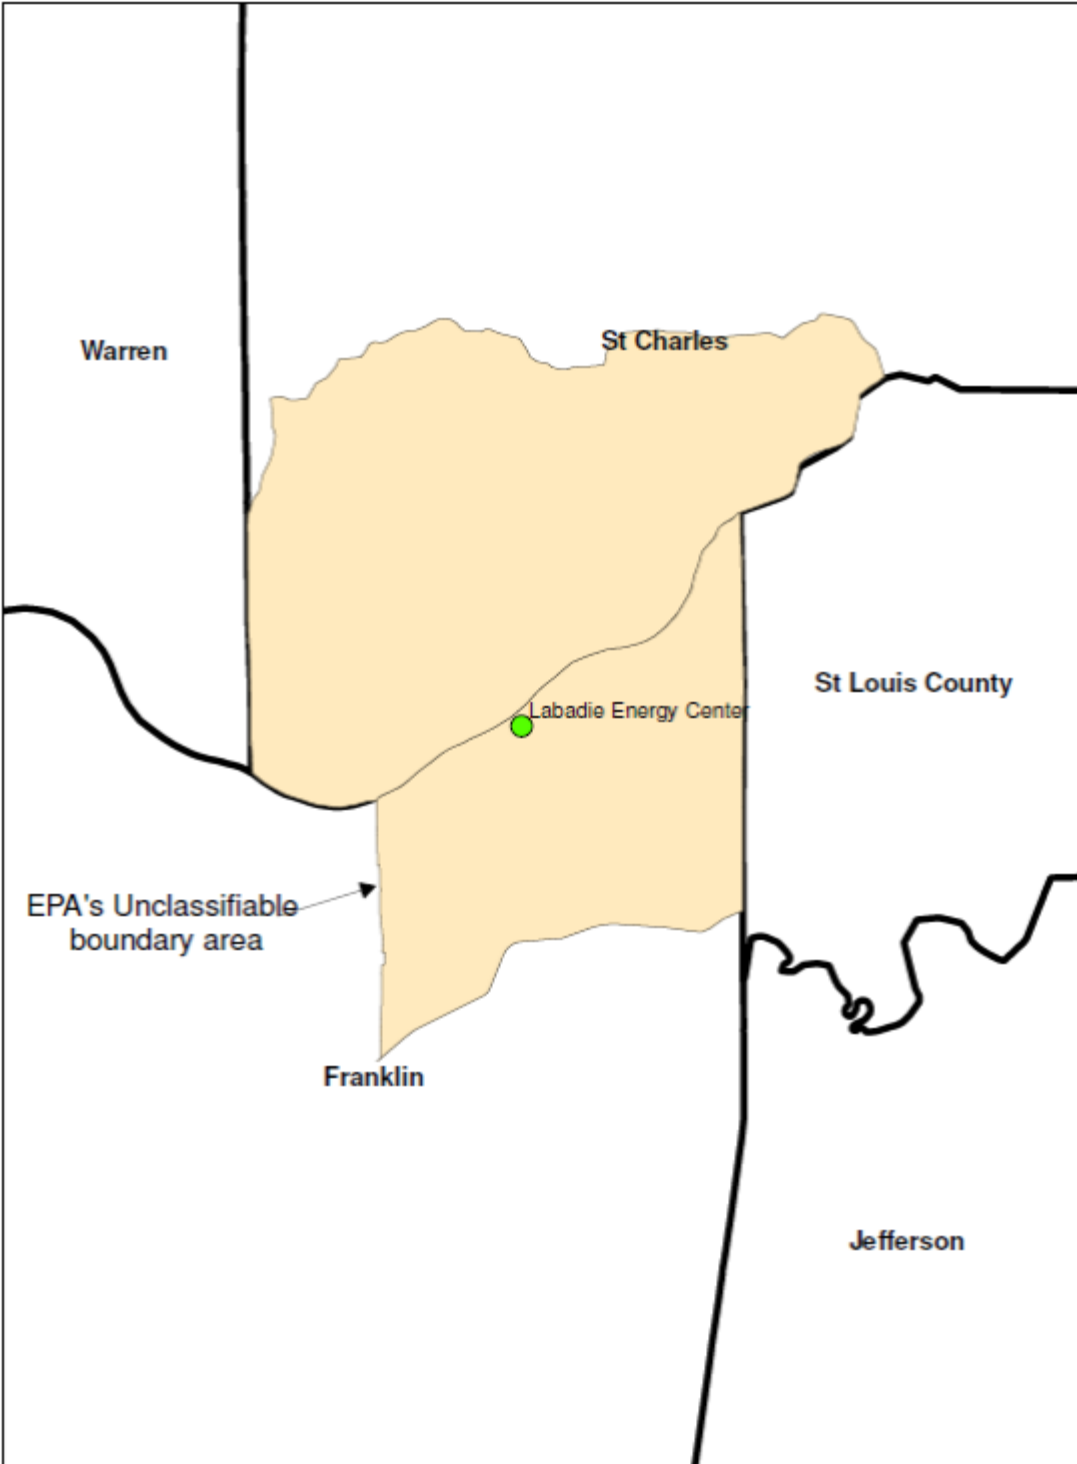 St Charles
Warren
St Louis County
Labadie Energy Center
EPA's Unclassifiable
boundary area
Franklin
Jefferson